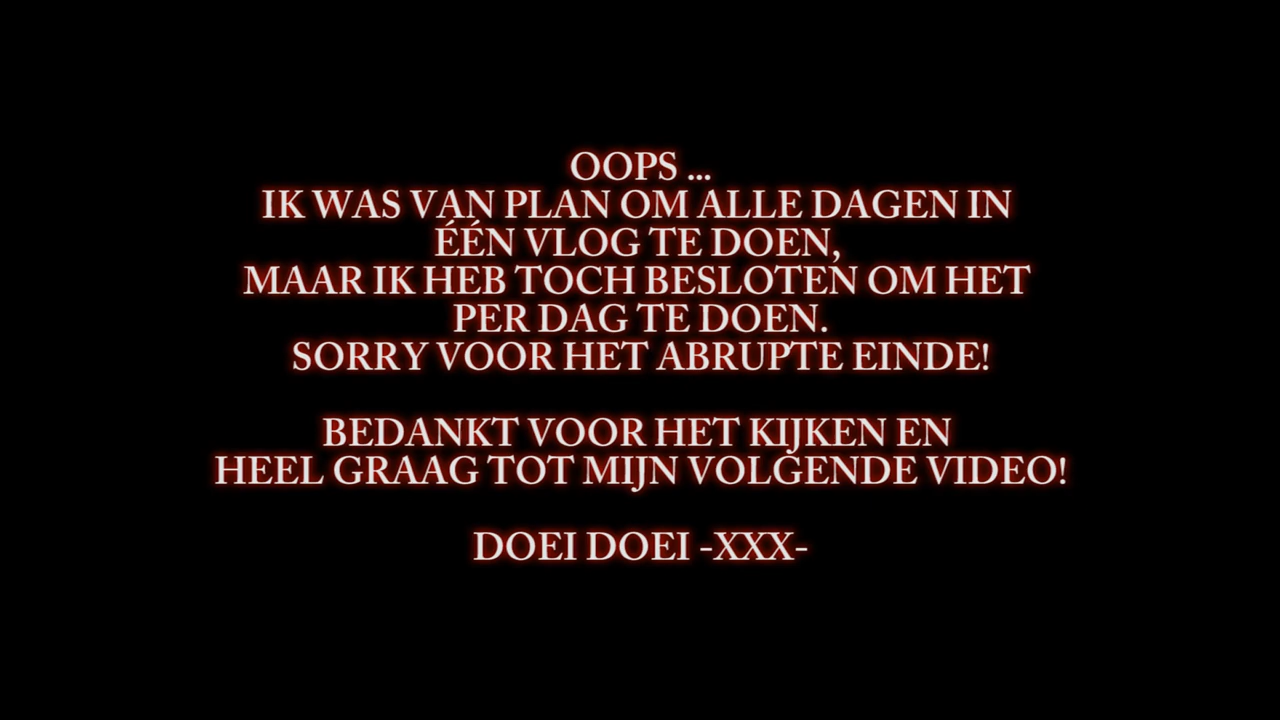 OOPS ...
IK WAS VAN PLAN OM ALLE DAGEN IN
ÉÉN VLOG TE DOEN,
MAAR IK HEB TOCH BESLOTEN OM HET
PER DAG TE DOEN.
SORRY VOOR HET ABRUPTE EINDE!
BEDANKT VOOR HET KIJKEN EN
HEEL GRAAG TOT MIJN VOLGENDE VIDEO!
DOEI DOEI -XXX-